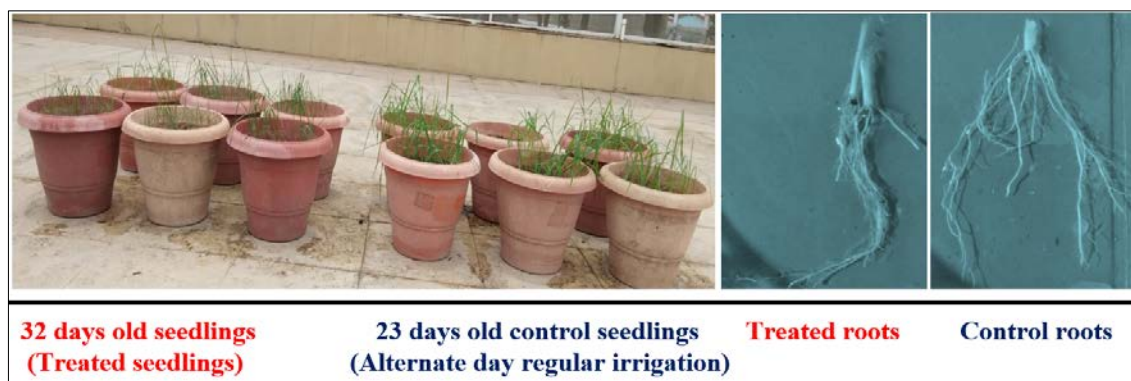 32 days old seedlings
(Treated seedlings)
23 days old control seedlings
(Alternate day regular irrigation)
Treated roots
Control roots